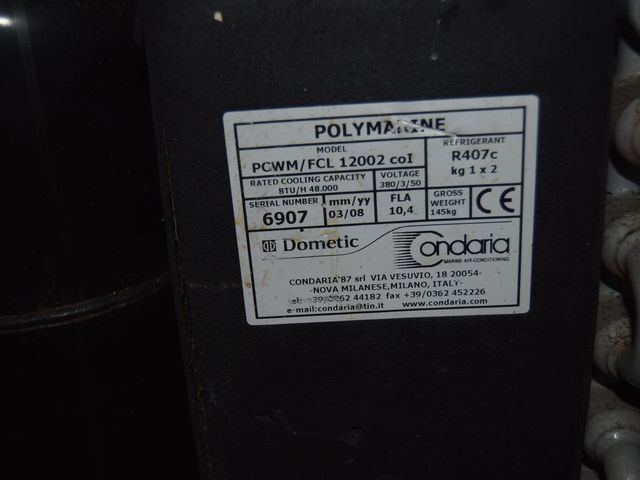 POLYMARINE
MODEL
PCWM/FCL 12002 coI
REFRIGERANT
R407c
kg 1 x 2
RATED COOLING CAPACITY
BTU/H 48.000
VOLTAGE
380/3/50
SERIAL NUMBER
6907
mm/yy
03/08
FLA
10,4
GROSS
WEIGHT
145kg
CE
Dometic
Condaria
MARINE AIR CONDITIONING
CONDARIA'87 srl VIA VESUVIO, 18 20054-
-NOVA MILANESE,MILANO, ITALY-
tel: +39/0362 44182 fax +39/0362 452226
e-mail:condaria@tin.it www.condaria.com